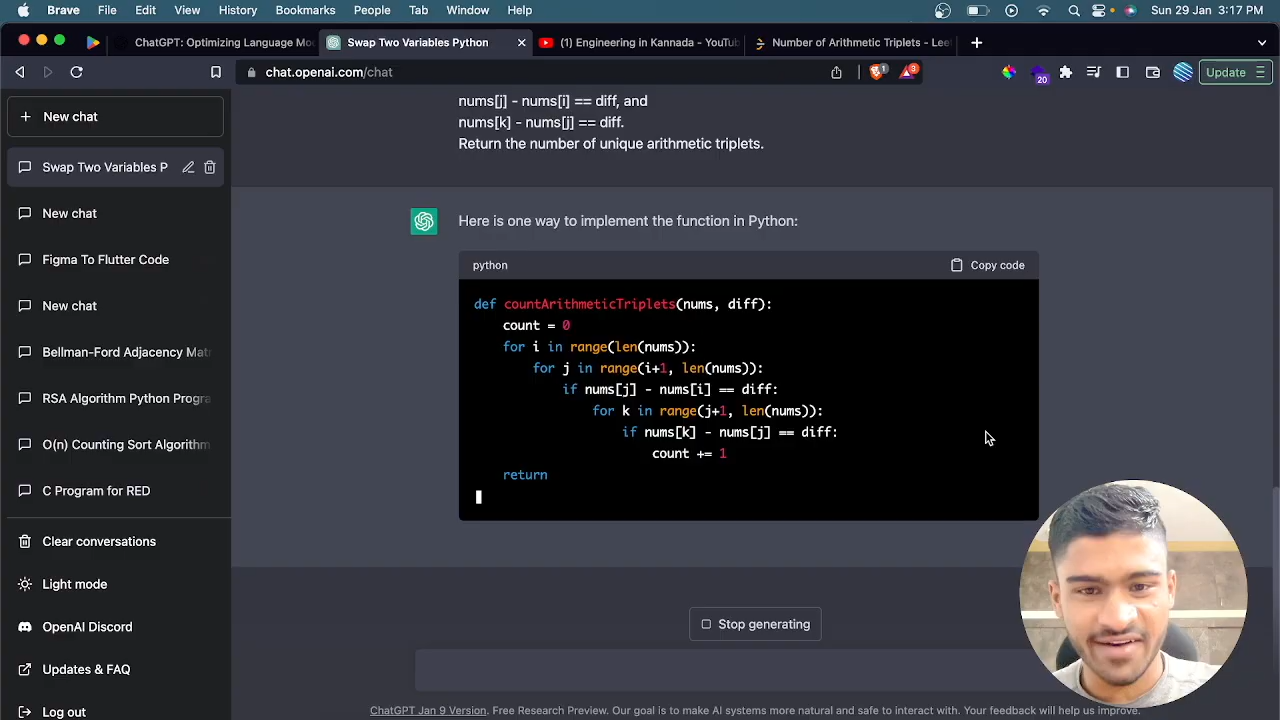 Brave File Edit View History Bookmarks People Tab Window Help Sun 29 Jan 3:17 PM
ChatGPT: Optimizing Language Mo
Swap Two Variables Python
(1) Engineering in Kannada - YouTu
Number of Arithmetic Triplets - Lee
chat.openai.com/chat
1
3
20
Update
New chat
Swap Two Variables P
New chat
Figma To Flutter Code
New chat
Bellman-Ford Adjacency Mat
RSA Algorithm Python Progra
O(n) Counting Sort Algorithm
C Program for RED
Clear conversations
Light mode
OpenAI Discord
Updates & FAQ
Log out
nums[j] - nums[i] == diff, and
nums[k] - nums[j] == diff.
Return the number of unique arithmetic triplets.
Here is one way to implement the function in Python:
python Copy code
def countArithmeticTriplets(nums, diff):
    count = 0
    for i in range(len(nums)):
        for j in range(i+1, len(nums)):
            if nums[j] - nums[i] == diff:
                for k in range(j+1, len(nums)):
                    if nums[k] - nums[j] == diff:
                        count += 1
    return
Stop generating
ChatGPT Jan 9 Version. Free Research Preview. Our goal is to make AI systems more natural and safe to interact with. Your feedback will help us improve.